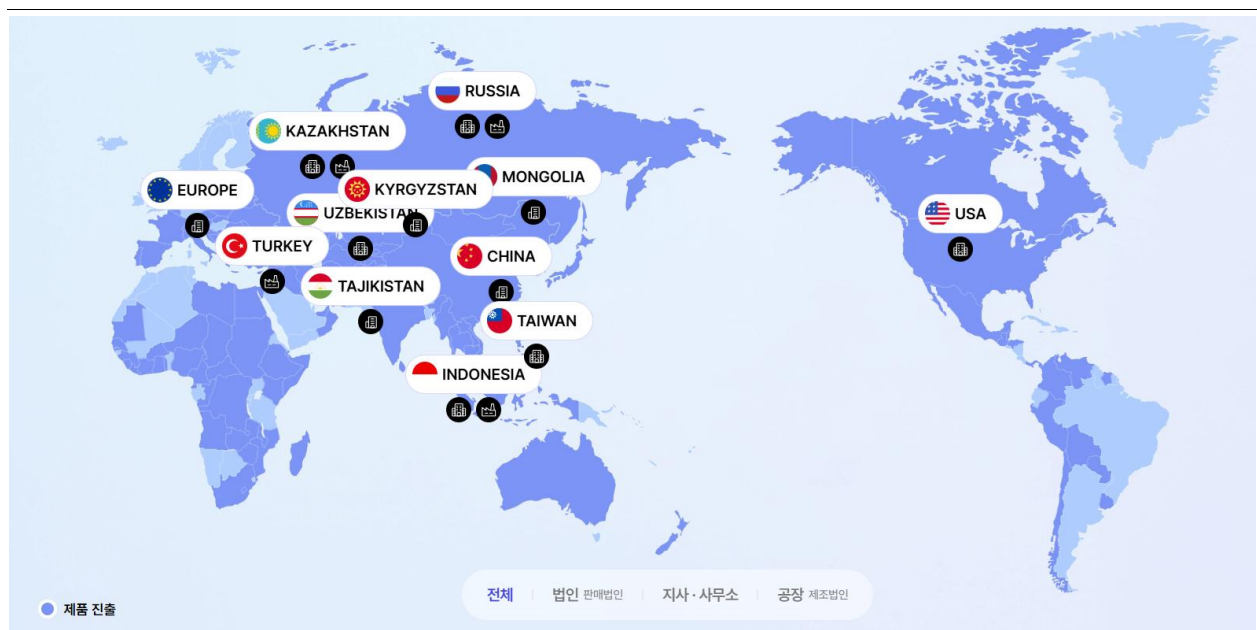 RUSSIA
KAZAKHSTAN
MONGOLIA
EUROPE
KYRGYZSTAN
UZBEKISTAN
USA
TURKEY
CHINA
TAJIKISTAN
TAIWAN
INDONESIA
전체 법인 판매법인 지사 · 사무소 공장 제조법인
제품 진출